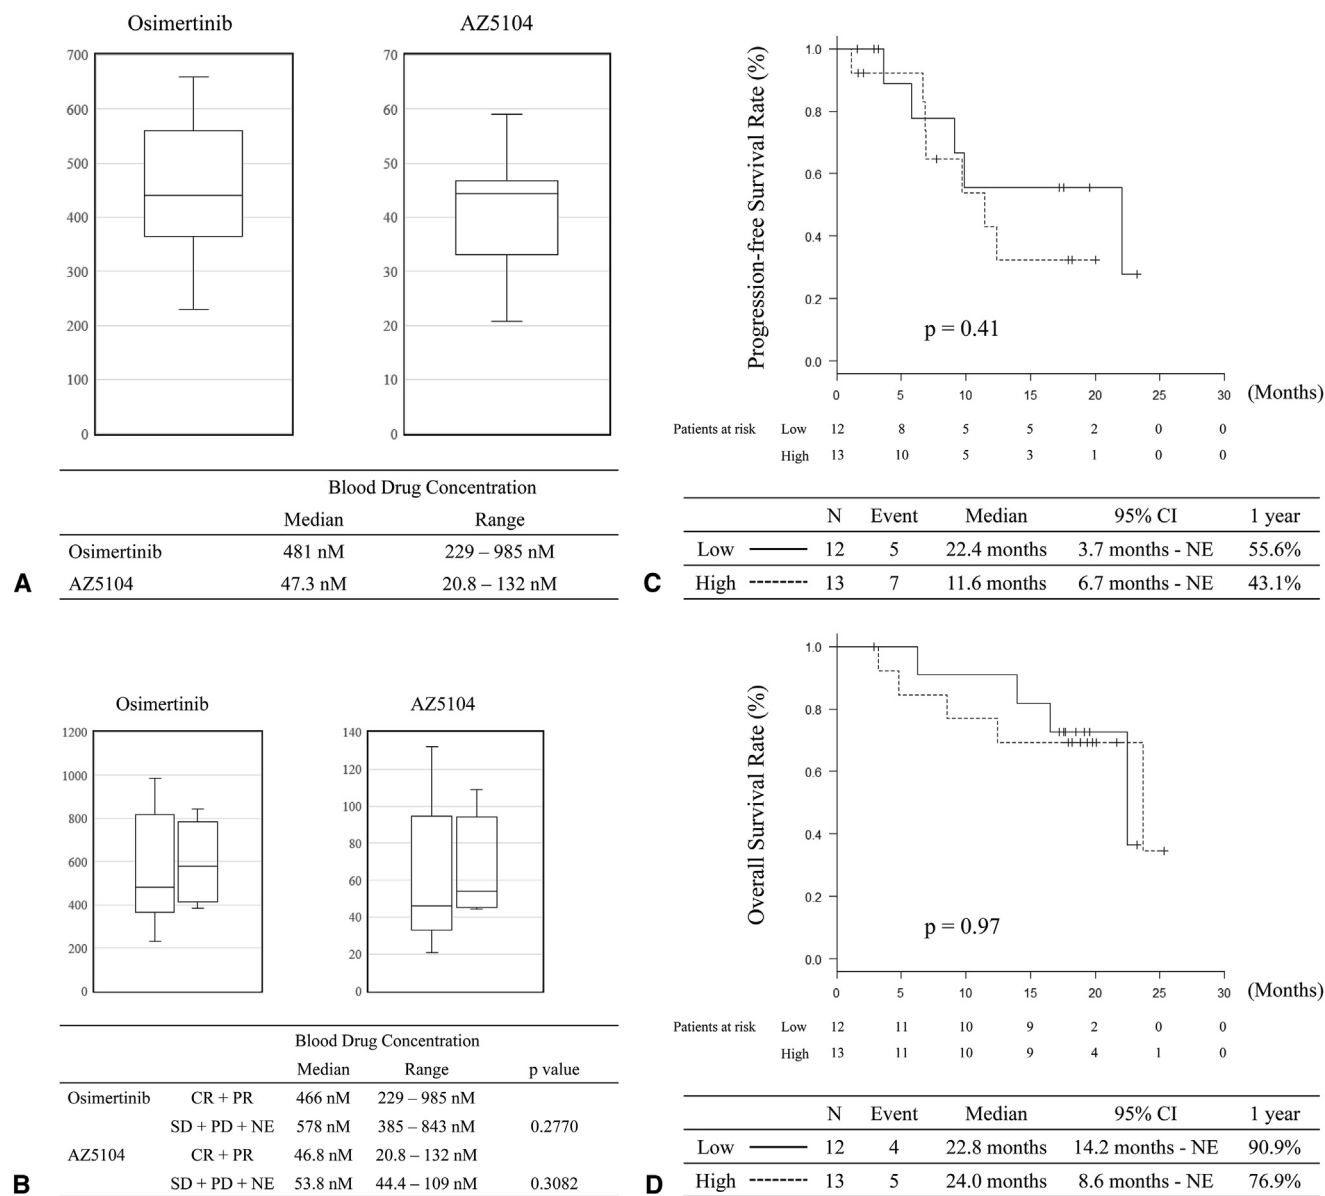 Osimertinib AZ5104
700 70
600 60
500 50
400 40
300 30
200 20
100 10
0 0
Blood Drug Concentration
Median Range
Osimertinib 481 nM 229 – 985 nM
AZ5104 47.3 nM 20.8 – 132 nM
A
Progression-free Survival Rate (%)
1.0
0.8
0.6
0.4
0.2
0.0
p = 0.41
0 5 10 15 20 25 30 (Months)
Patients at risk Low 12 8 5 5 2 0 0
High 13 10 5 3 1 0 0
N Event Median 95% CI 1 year
Low 12 5 22.4 months 3.7 months - NE 55.6%
High 13 7 11.6 months 6.7 months - NE 43.1%
C
Osimertinib AZ5104
1200 140
1000 120
800 100
600 80
400 60
200 40
0 20
0
Blood Drug Concentration
Median Range p value
Osimertinib CR + PR 466 nM 229 – 985 nM
SD + PD + NE 578 nM 385 – 843 nM 0.2770
AZ5104 CR + PR 46.8 nM 20.8 – 132 nM
SD + PD + NE 53.8 nM 44.4 – 109 nM 0.3082
B
Overall Survival Rate (%)
1.0
0.8
0.6
0.4
0.2
0.0
p = 0.97
0 5 10 15 20 25 30 (Months)
Patients at risk Low 12 11 10 9 2 0 0
High 13 11 10 9 4 1 0
N Event Median 95% CI 1 year
Low 12 4 22.8 months 14.2 months - NE 90.9%
High 13 5 24.0 months 8.6 months - NE 76.9%
D